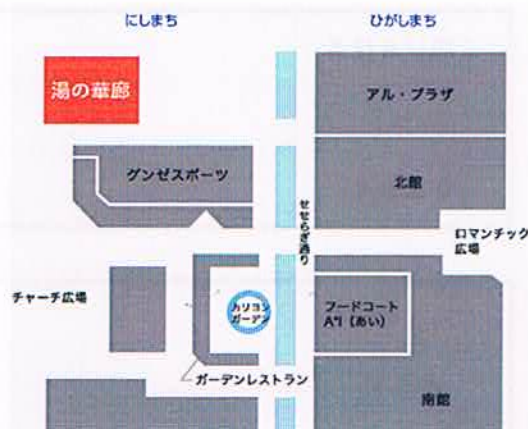 にしまち
ひがしまち
湯の華廊
アル・プラザ
グンゼスポーツ
北館
せせらぎ通り
ロマンチック
広場
チャーチ広場
カリヨン
ガーデン
フードコート
A*I（あい）
ガーデンレストラン
南館